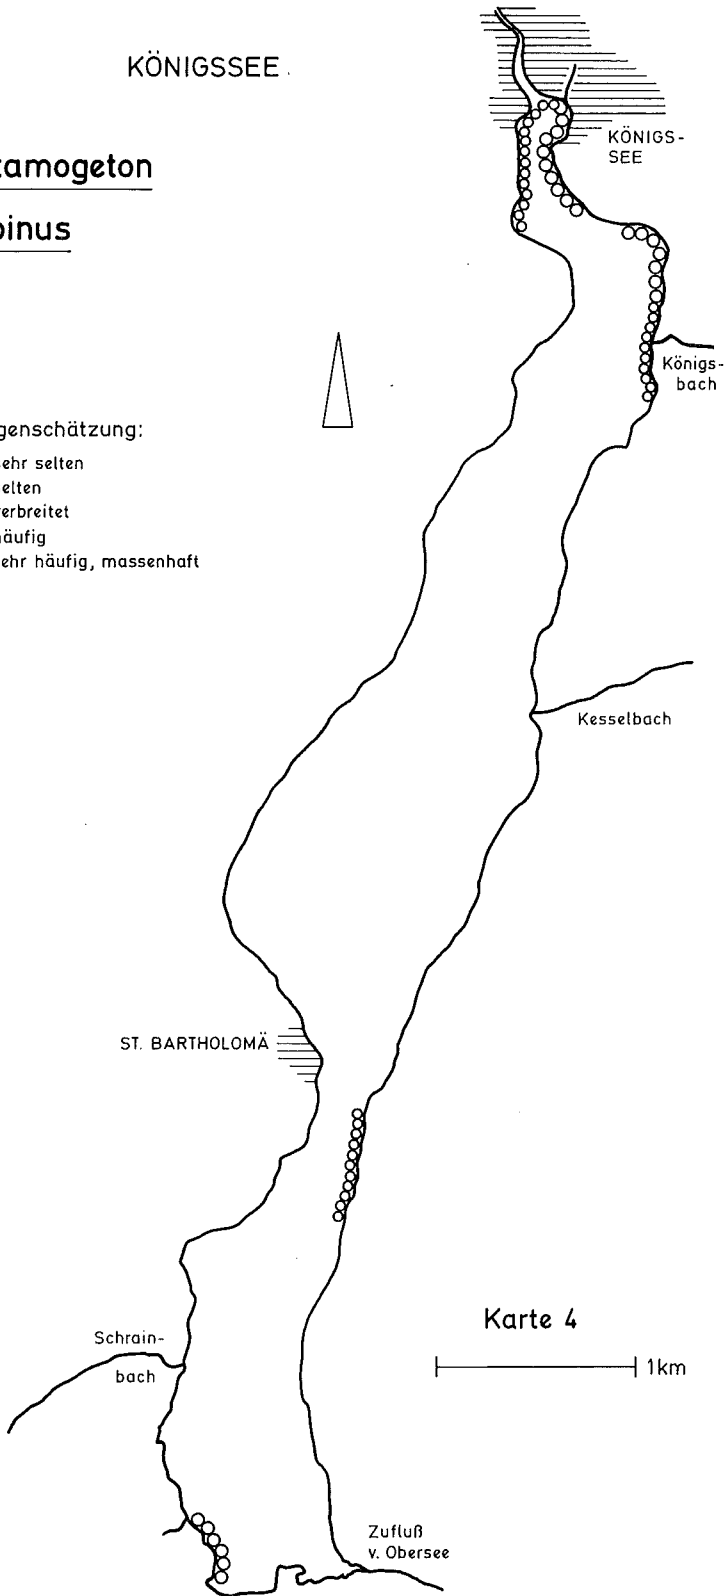 KÖNIGSSEE
tamogeton
pinus
KÖNIGS-
SEE
Königs-
bach
genschätzung:
ehr selten
elten
erbreitet
häufig
ehr häufig, massenhaft
Kesselbach
ST. BARTHOLOMÄ
Karte 4
1km
Schrain-
bach
Zufluß
v. Obersee